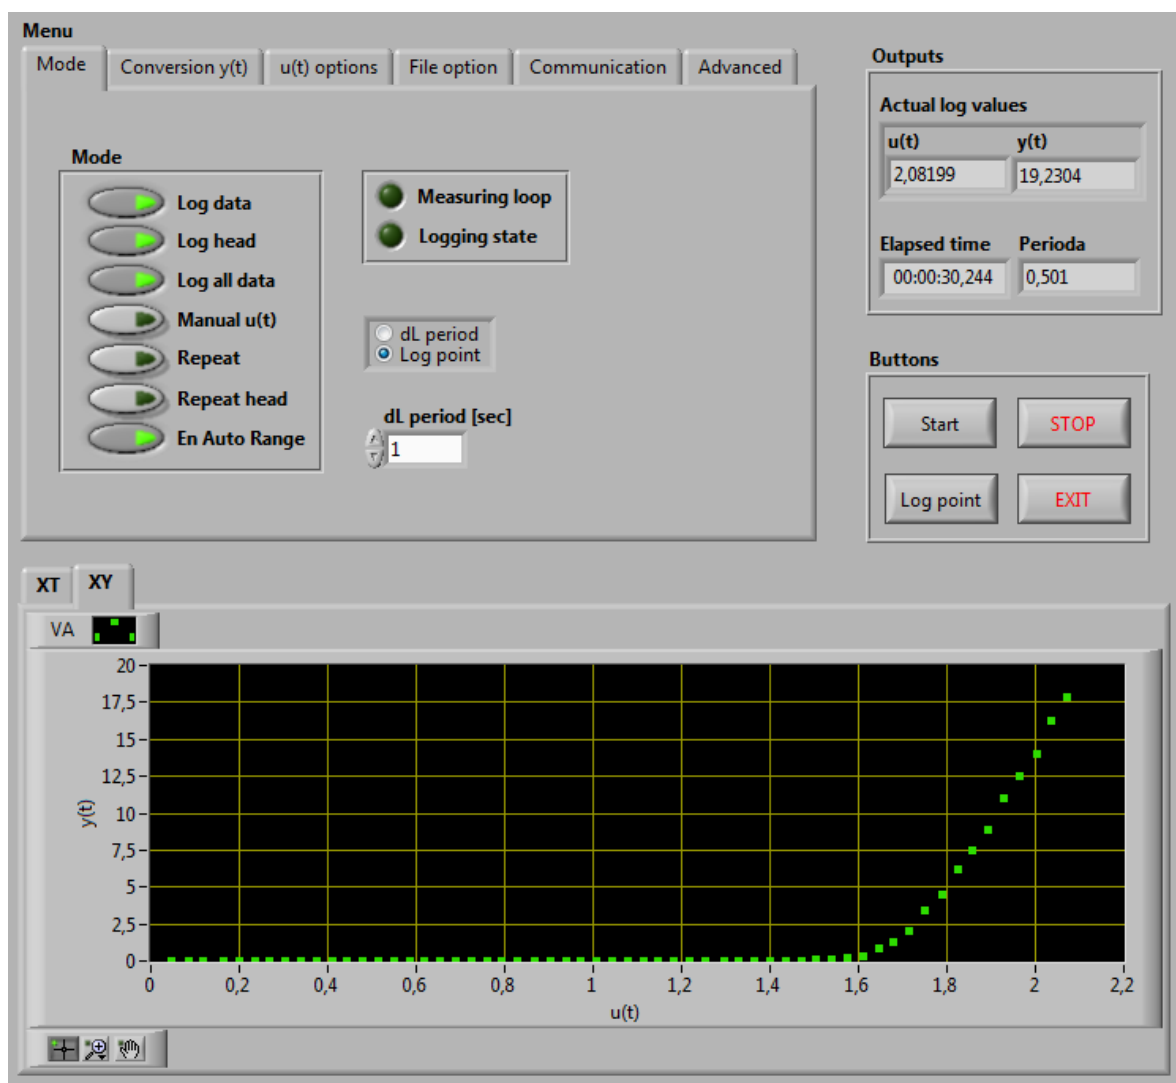 Menu
Mode Conversion y(t) u(t) options File option Communication Advanced
Mode
Log data
Log head
Log all data
Manual u(t)
Repeat
Repeat head
En Auto Range
Measuring loop
Logging state
dL period
Log point
dL period [sec]
1
Outputs
Actual log values
u(t) y(t)
2,08199 19,2304
Elapsed time Perioda
00:00:30,244 0,501
Buttons
Start STOP
Log point EXIT
XT XY
VA
20
17,5
15
12,5
10
7,5
5
2,5
0
y(t)
0 0,2 0,4 0,6 0,8 1 1,2 1,4 1,6 1,8 2 2,2
u(t)